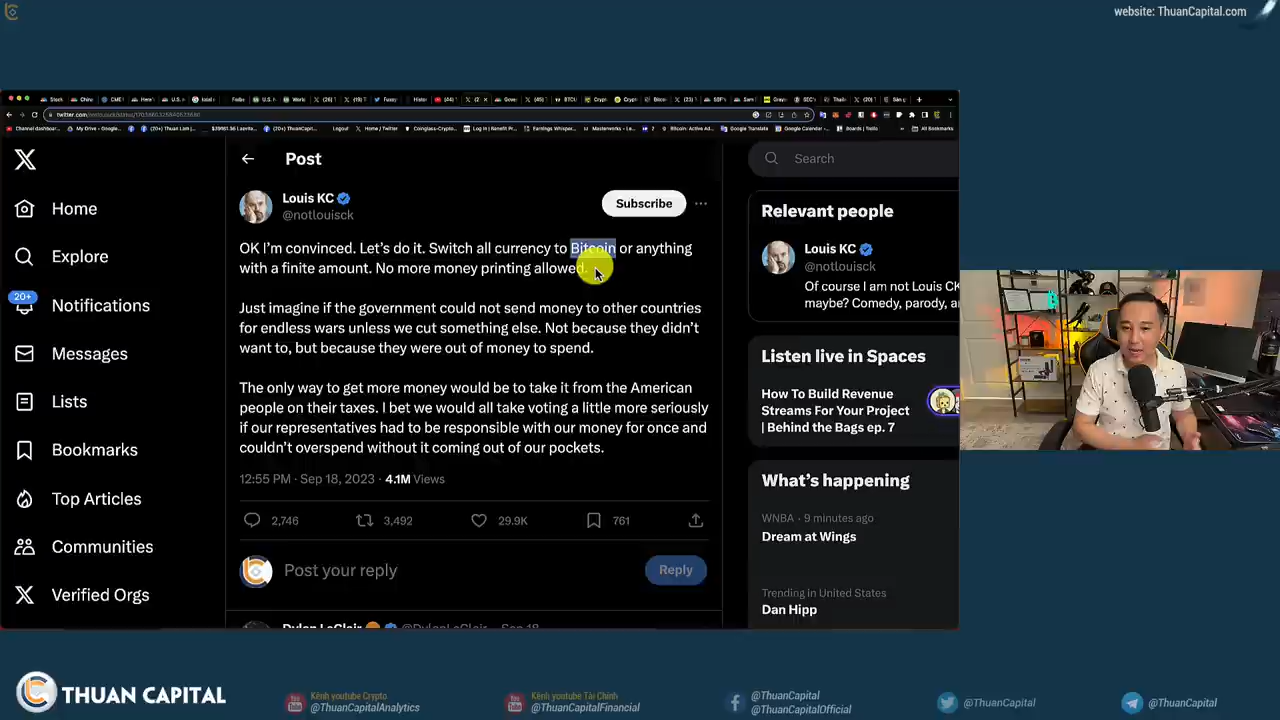 website: ThuanCapital.com
Post
Search
Louis KC
@notlouisck
Subscribe
OK I'm convinced. Let's do it. Switch all currency to Bitcoin or anything
with a finite amount. No more money printing allowed.
Just imagine if the government could not send money to other countries
for endless wars unless we cut something else. Not because they didn't
want to, but because they were out of money to spend.
The only way to get more money would be to take it from the American
people on their taxes. I bet we would all take voting a little more seriously
if our representatives had to be responsible with our money for once and
couldn't overspend without it coming out of our pockets.
12:55 PM · Sep 18, 2023 · 4.1M Views
2,746
3,492
29.9K
761
Post your reply
Reply
Home
Explore
20+
Notifications
Messages
Lists
Bookmarks
Top Articles
Communities
Verified Orgs
Relevant people
Louis KC
@notlouisck
Of course I am not Louis CK
maybe? Comedy, parody, a
Listen live in Spaces
How To Build Revenue
Streams For Your Project
| Behind the Bags ep. 7
What's happening
WNBA · 9 minutes ago
Dream at Wings
Trending in United States
Dan Hipp
THUAN CAPITAL
Kênh youtube Crypto
@ThuanCapitalAnalytics
Kênh youtube Tài Chính
@ThuanCapitalFinancial
@ThuanCapital
@ThuanCapitalOfficial
@ThuanCapital
@ThuanCapital